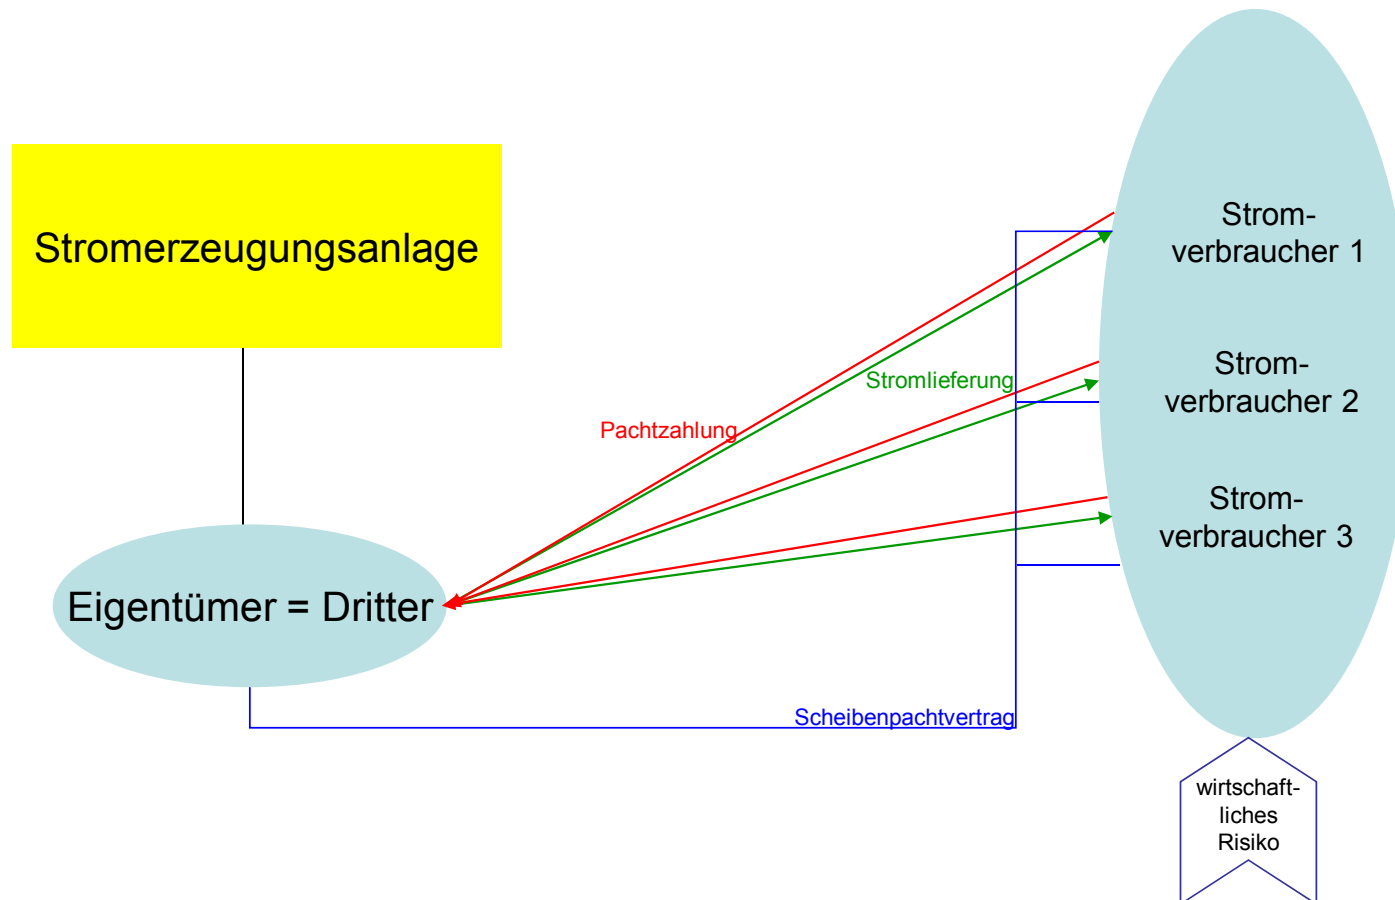 Stromerzeugungsanlage
Strom-
verbraucher 1
Stromlieferung
Strom-
verbraucher 2
Pachtzahlung
Strom-
verbraucher 3
Eigentümer = Dritter
Scheibenpachtvertrag
wirtschaft-
liches
Risiko